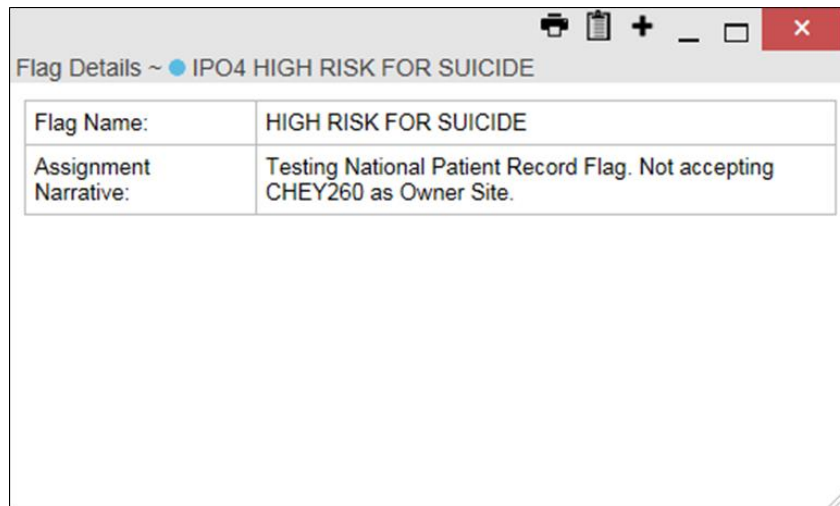 Flag Details ~ IPO4 HIGH RISK FOR SUICIDE
Flag Name: HIGH RISK FOR SUICIDE
Assignment Narrative: Testing National Patient Record Flag. Not accepting
CHEY260 as Owner Site.